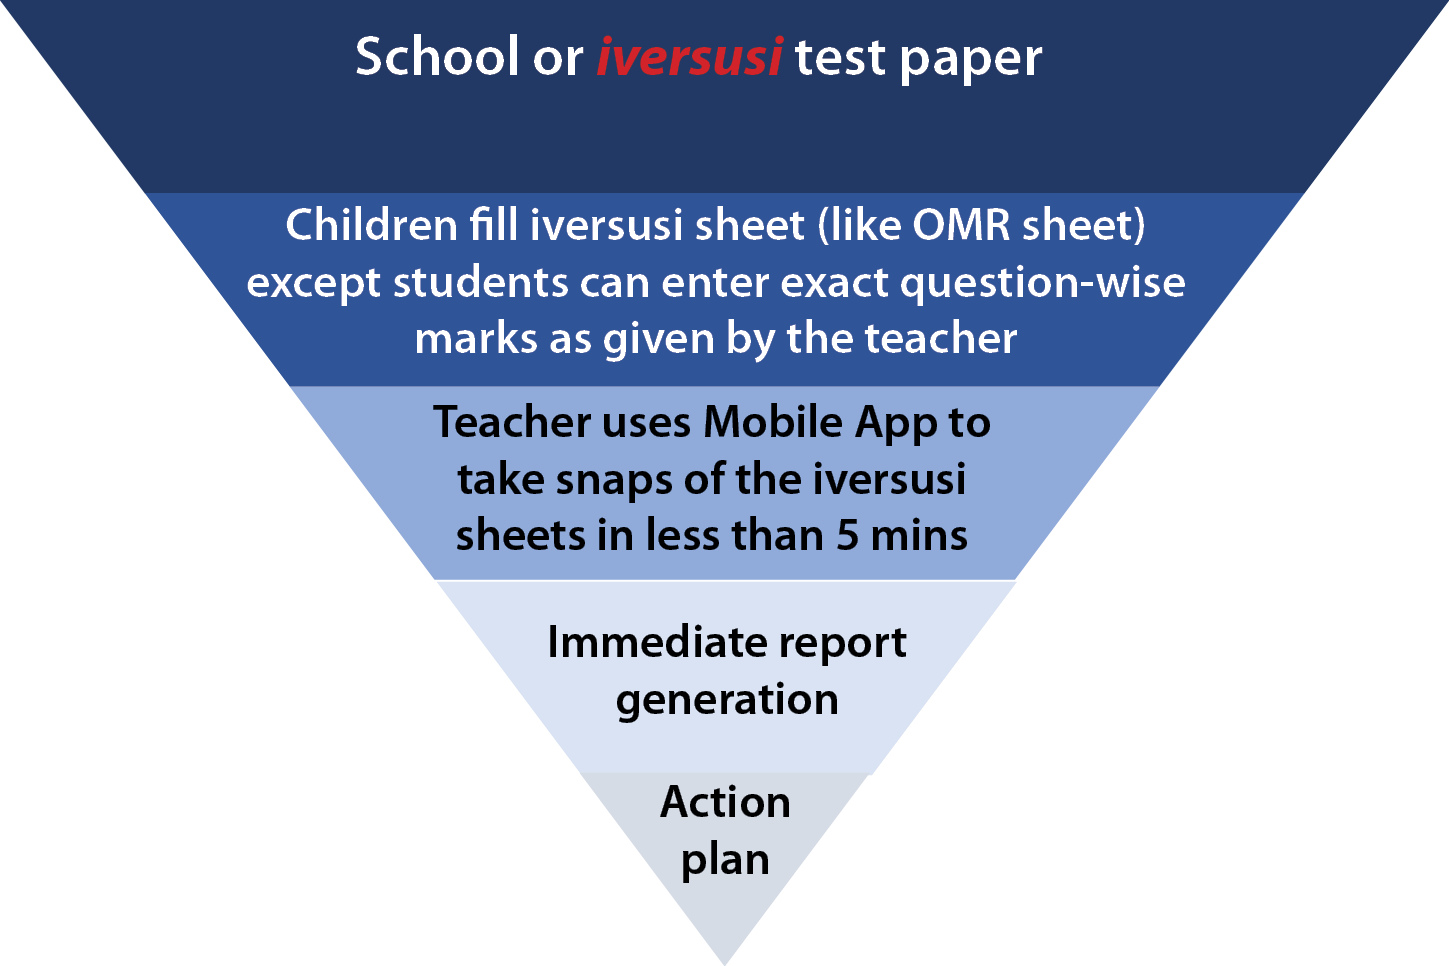 School or iversusi test paper
Children fill iversusi sheet (like OMR sheet)
except students can enter exact question-wise
marks as given by the teacher
Teacher uses Mobile App to
take snaps of the iversusi
sheets in less than 5 mins
Immediate report
generation
Action
plan